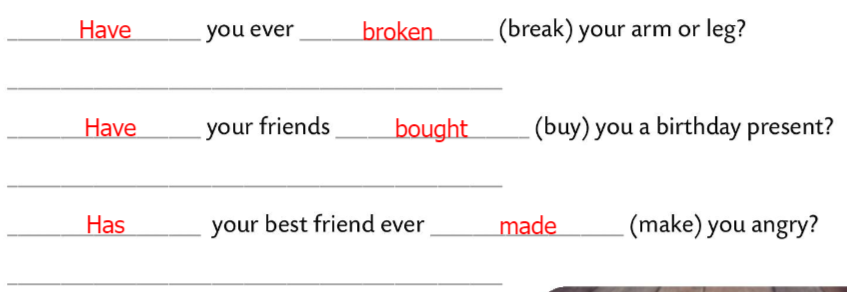 Have you ever broken (break) your arm or leg?
Have your friends bought (buy) you a birthday present?
Has your best friend ever made (make) you angry?